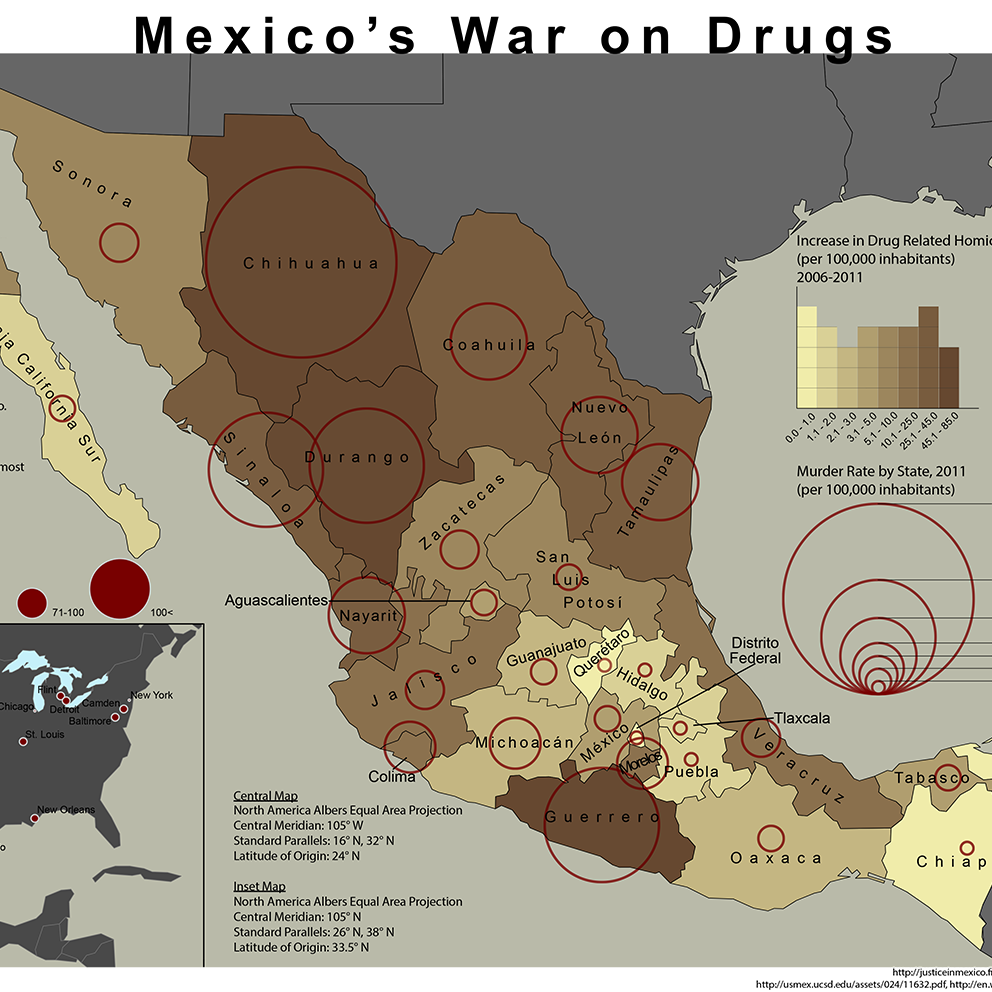 Mexico's War on Drugs
Sonora
Chihuahua
Coahuila
Nuevo
León
Tamaulipas
Sinaloa
Durango
Zacatecas
San
Luis
Potosí
Aguascalientes
Nayarit
Jalisco
Guanajuato
Querétaro
Hidalgo
Distrito
Federal
Tlaxcala
Michoacán
México
Morelos
Puebla
Colima
Guerrero
Veracruz
Tabasco
Oaxaca
Chiap
ja California Sur
o.
most
71-100
100<
Increase in Drug Related Homic
(per 100,000 inhabitants)
2006-2011
0.0 - 1.0
1.1 - 2.0
2.1 - 3.0
3.1 - 5.0
5.1 - 10.0
10.1 - 25.0
25.1 - 45.0
45.1 - 85.0
Murder Rate by State, 2011
(per 100,000 inhabitants)
Flint
Chicago
Detroit
Camden
New York
Baltimore
St. Louis
New Orleans
o
Central Map
North America Albers Equal Area Projection
Central Meridian: 105° W
Standard Parallels: 16° N, 32° N
Latitude of Origin: 24° N
Inset Map
North America Albers Equal Area Projection
Central Meridian: 105° N
Standard Parallels: 26° N, 38° N
Latitude of Origin: 33.5° N
http://justiceinmexico.fi
http://usmex.ucsd.edu/assets/024/11632.pdf, http://en.w